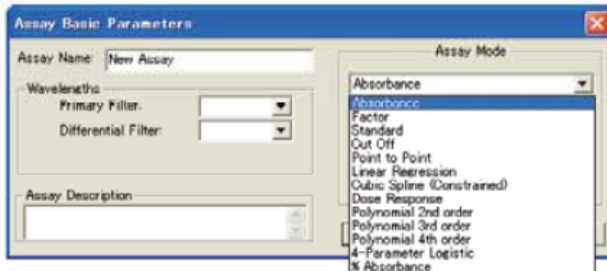 Assay Basic Parameters
Assay Name: New Assay
Wavelengths
Primary Filter:
Differential Filter:
Assay Description
Assay Mode
Absorbance
Absorbance
Factor
Standard
Cut Off
Point to Point
Linear Regression
Cubic Spline (Constrained)
Dose Response
Polynomial 2nd order
Polynomial 3rd order
Polynomial 4th order
4-Parameter Logistic
% Absorbance